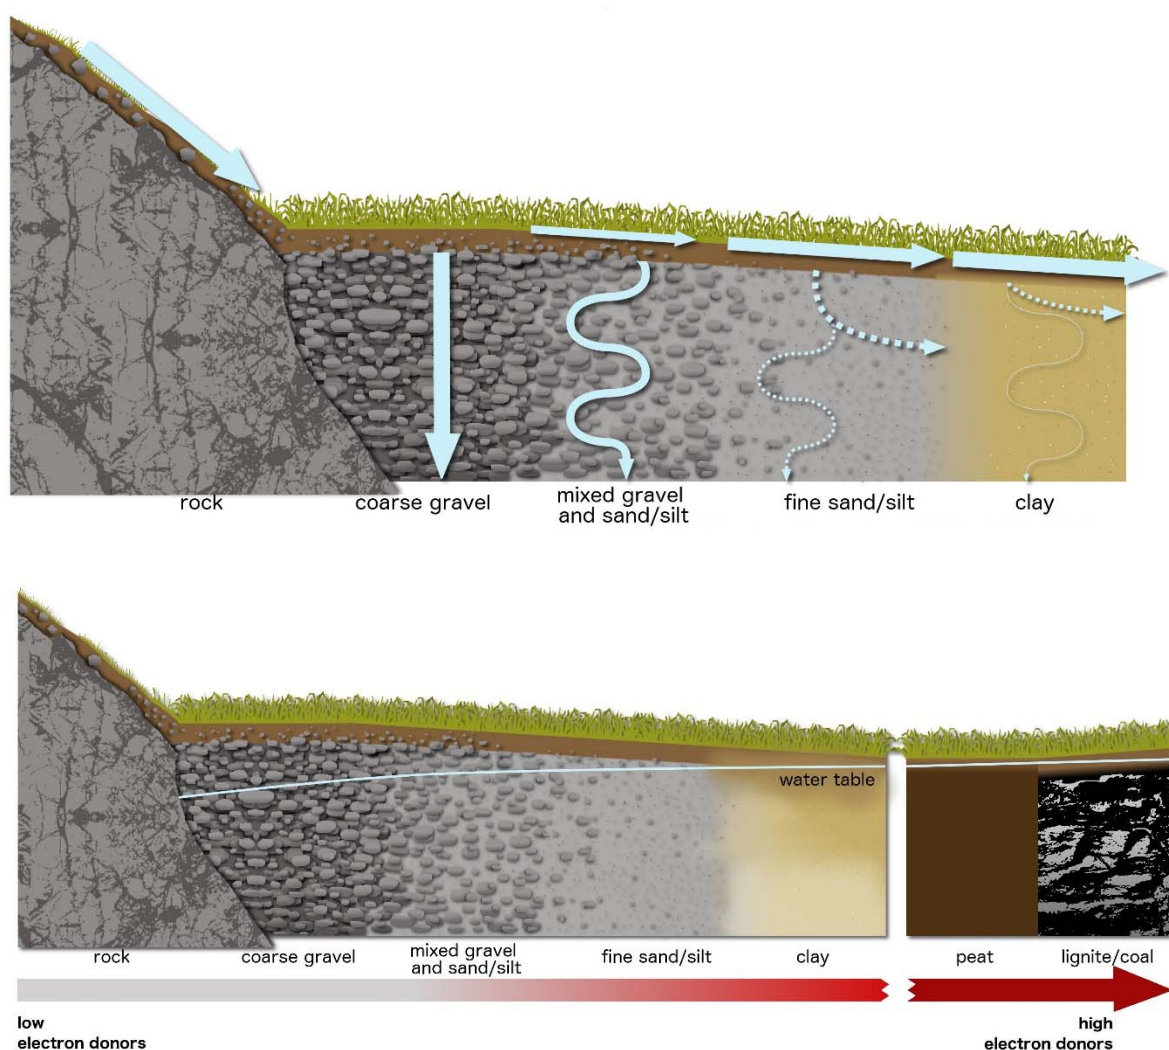 rock
coarse gravel
mixed gravel
and sand/silt
fine sand/silt
clay
water table
rock
coarse gravel
mixed gravel
and sand/silt
fine sand/silt
clay
peat
lignite/coal
low
electron donors
high
electron donors